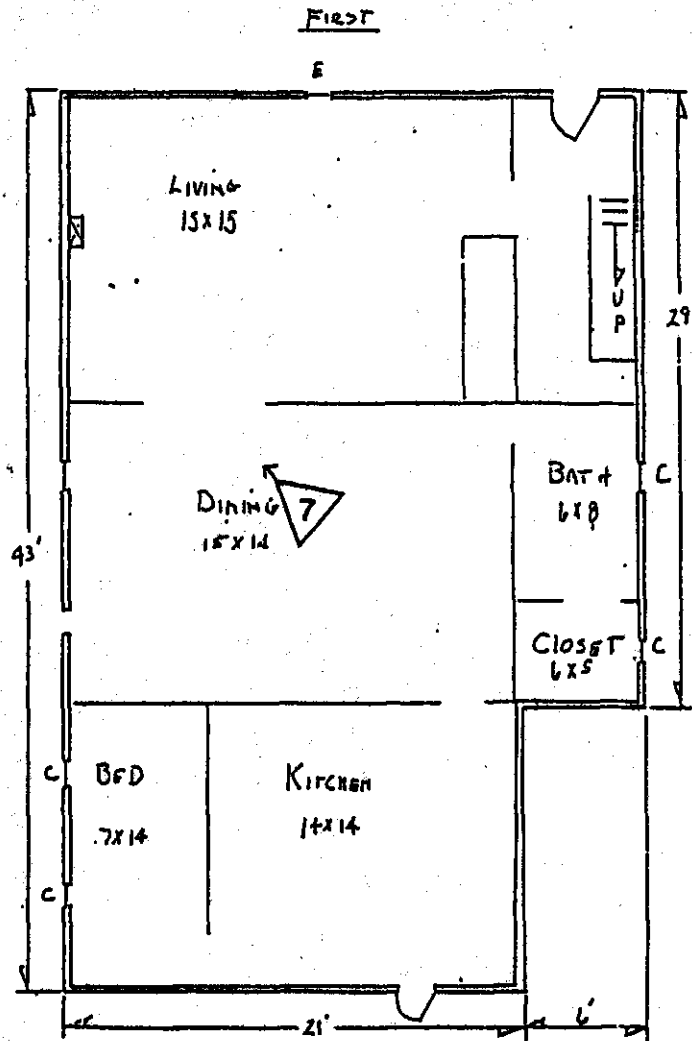 FIRST
E
LIVING
15X15
UP
29
BATH
6X8
C
DINING
7
15X14
43'
CLOSET
6X5
C
C
BED
7X14
KITCHEN
14X14
C
21'
6'